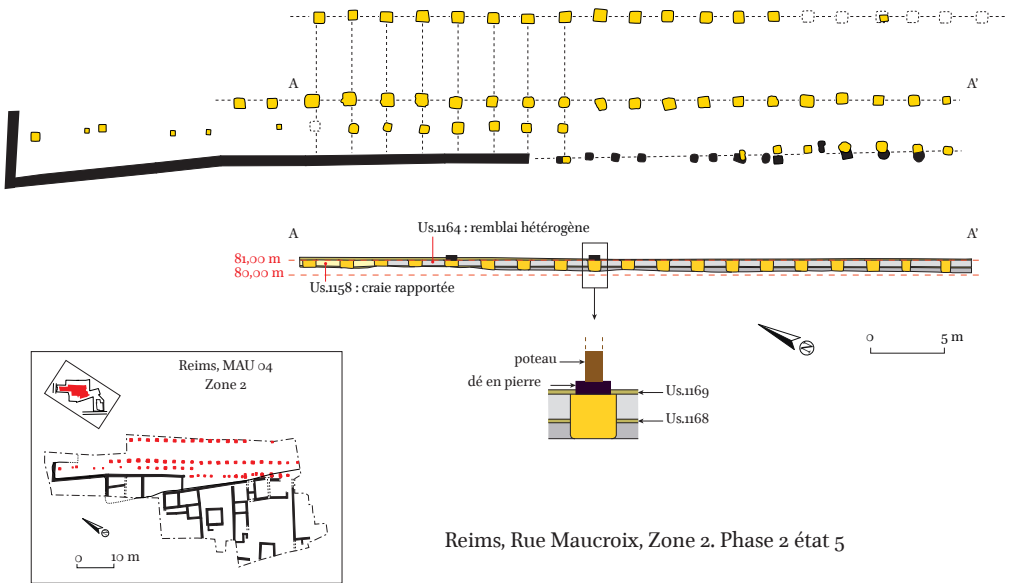 A
A'
A
Us.1164 : remblai hétérogène
A'
81,00 m
80,00 m
Us.1158 : craie rapportée
N
0 5 m
poteau
dé en pierre
Us.1169
Us.1168
Reims, MAU 04
Zone 2
0 10 m
Reims, Rue Maucroix, Zone 2. Phase 2 état 5